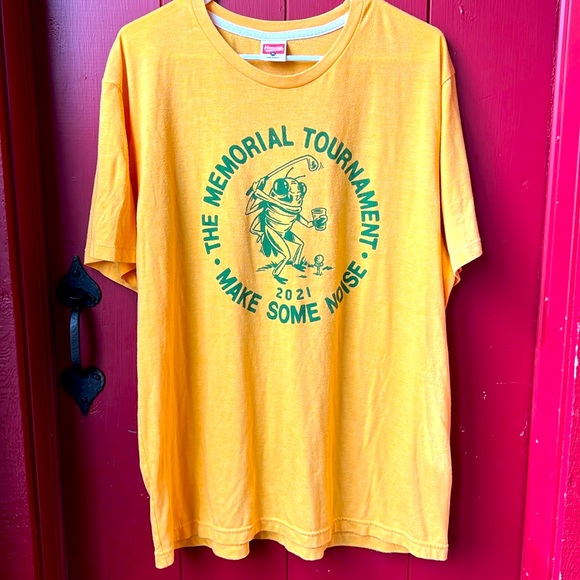 THE MEMORIAL TOURNAMENT
2021
• MAKE SOME NOISE •